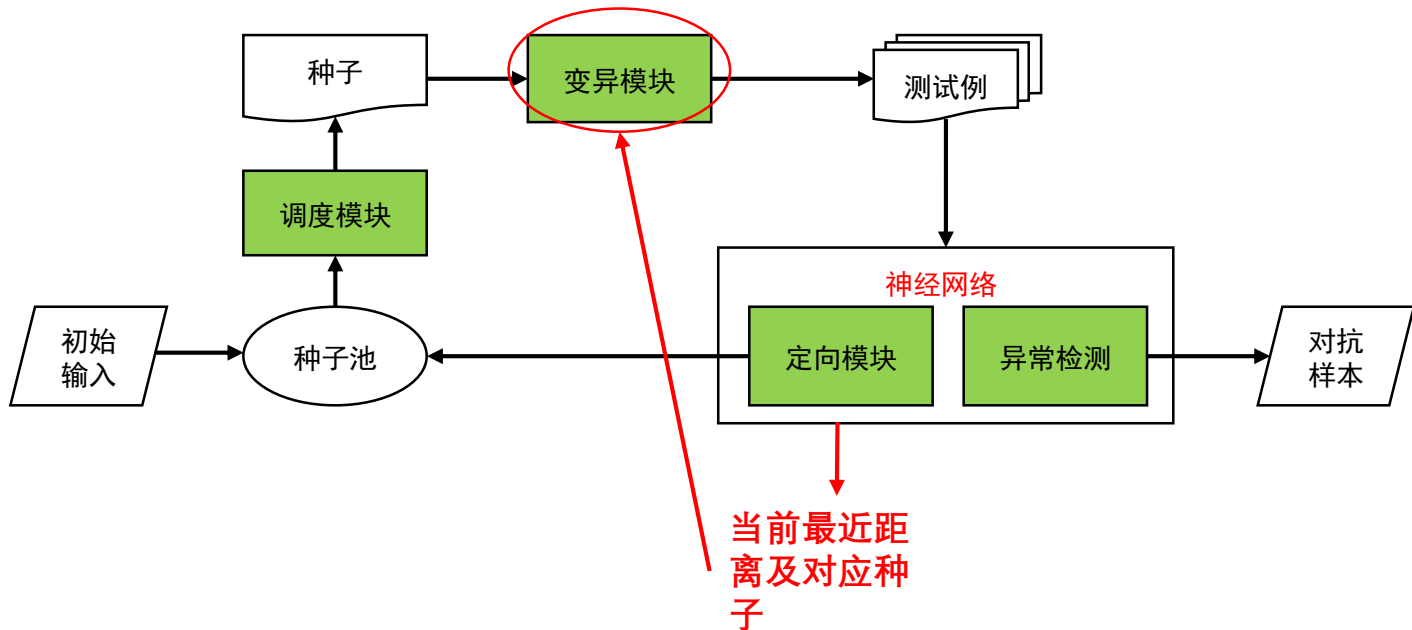 种子
变异模块
测试例
调度模块
神经网络
初始
输入
种子池
定向模块
异常检测
对抗
样本
当前最近距
离及对应种
子